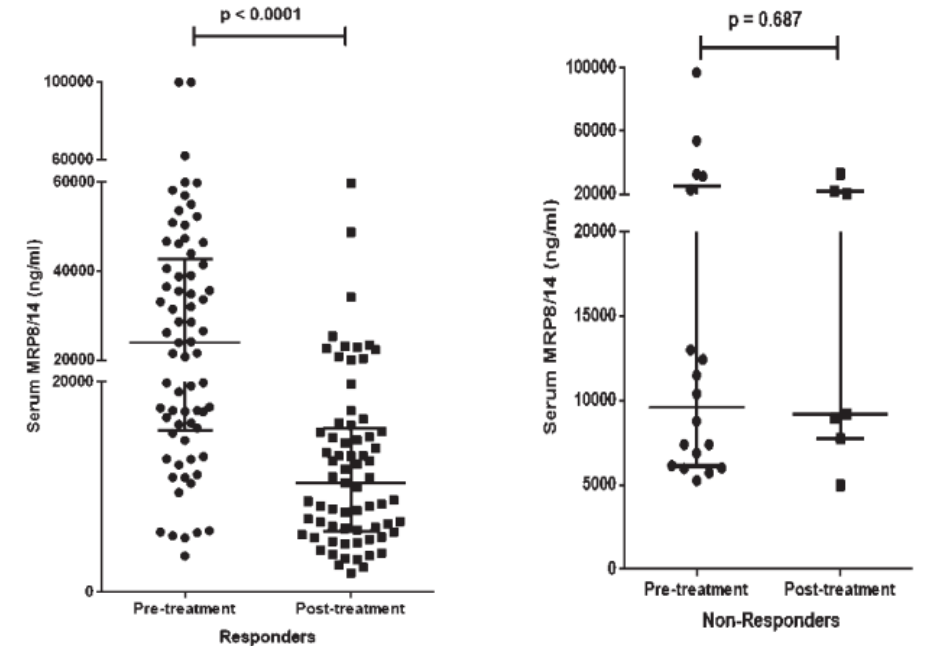 p < 0.0001
100000
60000
60000
40000
20000
20000
0
Serum MRP8/14 (ng/ml)
Pre-treatment Post-treatment
Responders
p = 0.687
100000
60000
20000
20000
15000
10000
5000
0
Serum MRP8/14 (ng/ml)
Pre-treatment Post-treatment
Non-Responders